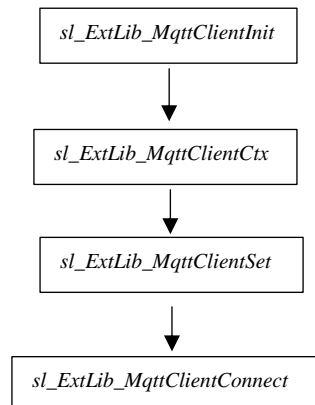 sl_ExtLib_MqttClientInit
sl_ExtLib_MqttClientCtx
sl_ExtLib_MqttClientSet
sl_ExtLib_MqttClientConnect